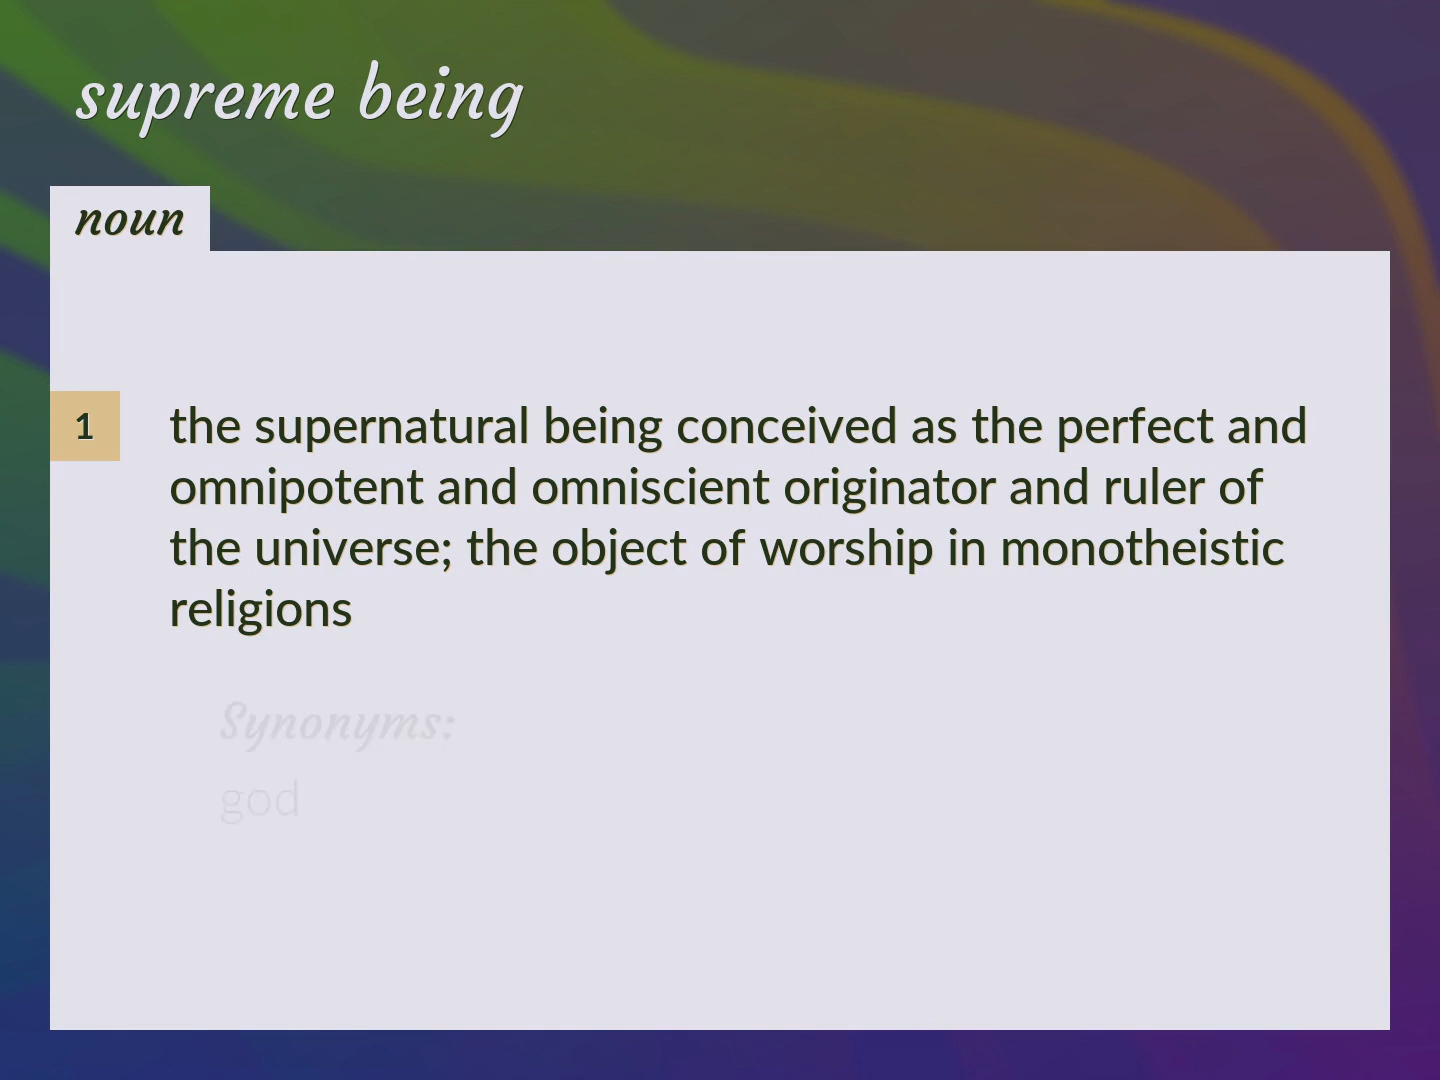 supreme being
noun
1
the supernatural being conceived as the perfect and
omnipotent and omniscient originator and ruler of
the universe; the object of worship in monotheistic
religions
Synonyms:
god